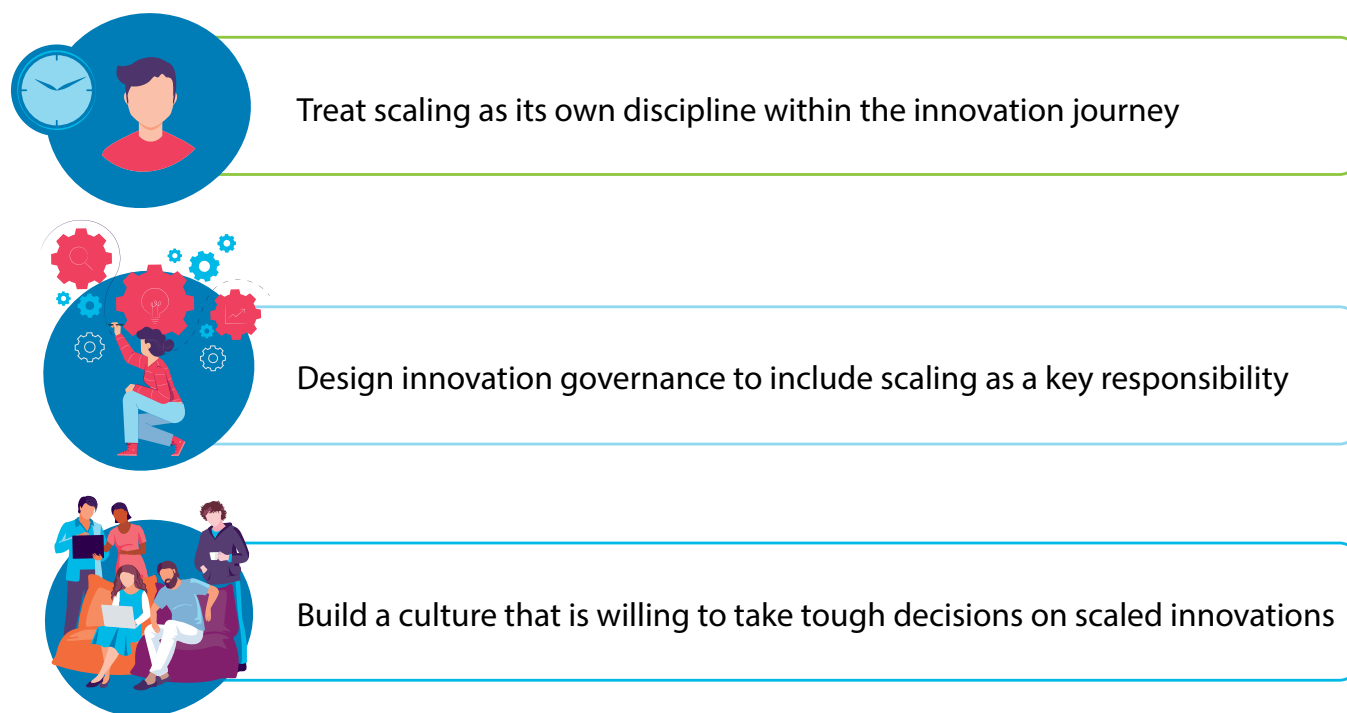 Treat scaling as its own discipline within the innovation journey
Design innovation governance to include scaling as a key responsibility
Build a culture that is willing to take tough decisions on scaled innovations